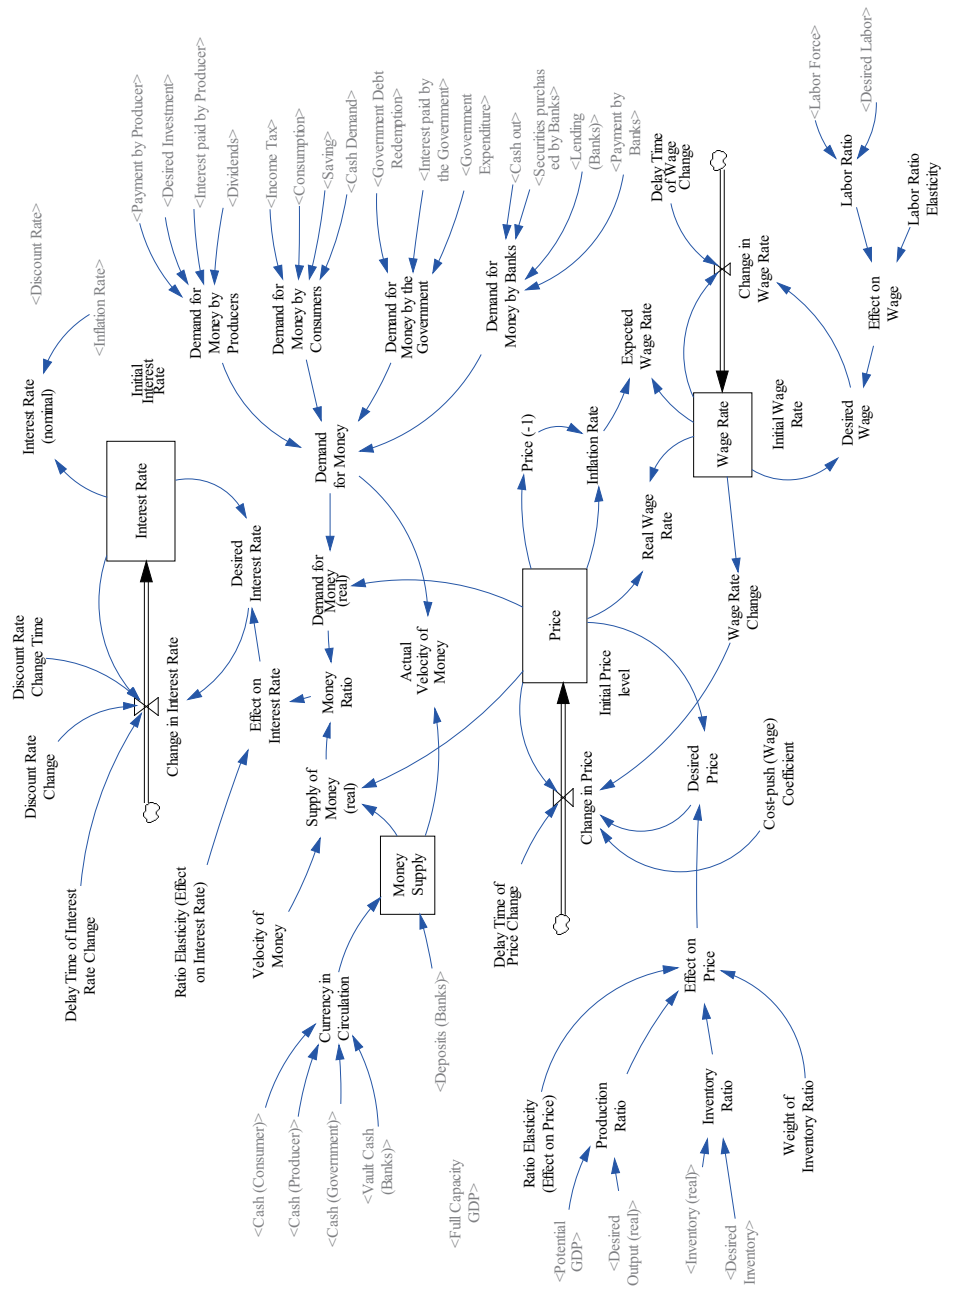 Discount Rate
Change
Discount Rate
Change Time
Interest Rate
(nominal)
<Discount Rate>
Delay Time of Interest
Rate Change
Change in Interest Rate
Interest Rate
Initial
Interest
Rate
<Inflation Rate>
Ratio Elasticity (Effect
on Interest Rate)
Effect on
Interest Rate
Desired
Interest Rate
Demand for
Money by
Producers
<Payment by Producer>
<Desired Investment>
<Interest paid by Producer>
<Dividends>
Velocity of
Money
Supply of
Money
(real)
Money
Ratio
Demand for
Money
(real)
Demand
for Money
Demand for
Money by
Consumers
<Income Tax>
<Consumption>
<Saving>
<Cash Demand>
<Cash (Consumer)>
<Cash (Producer)>
<Cash (Government)>
<Vault Cash
(Banks)>
Currency in
Circulation
Money
Supply
<Deposits (Banks)>
Actual
Velocity of
Money
Demand for
Money by the
Government
<Government Debt
Redemption>
<Interest paid by
the Government>
<Government
Expenditure>
<Full Capacity
GDP>
Demand for
Money by Banks
<Cash out>
<Securities purchas
ed by Banks>
<Lending
(Banks)>
<Payment by
Banks>
Delay Time of
Price Change
Change in Price
Price
Initial Price
level
Price (-1)
Inflation Rate
Expected
Wage Rate
Real Wage
Rate
Ratio Elasticity
(Effect on Price)
<Potential
GDP>
<Desired
Output (real)>
Production
Ratio
<Inventory (real)>
<Desired
Inventory>
Inventory
Ratio
Effect on
Price
Desired
Price
Weight of
Inventory Ratio
Cost-push (Wage)
Coefficient
Wage Rate
Change
Wage Rate
Initial Wage
Rate
Change in
Wage Rate
Delay Time
of Wage
Change
Desired
Wage
Effect on
Wage
Labor Ratio
Labor Ratio
Elasticity
<Labor Force>
<Desired Labor>